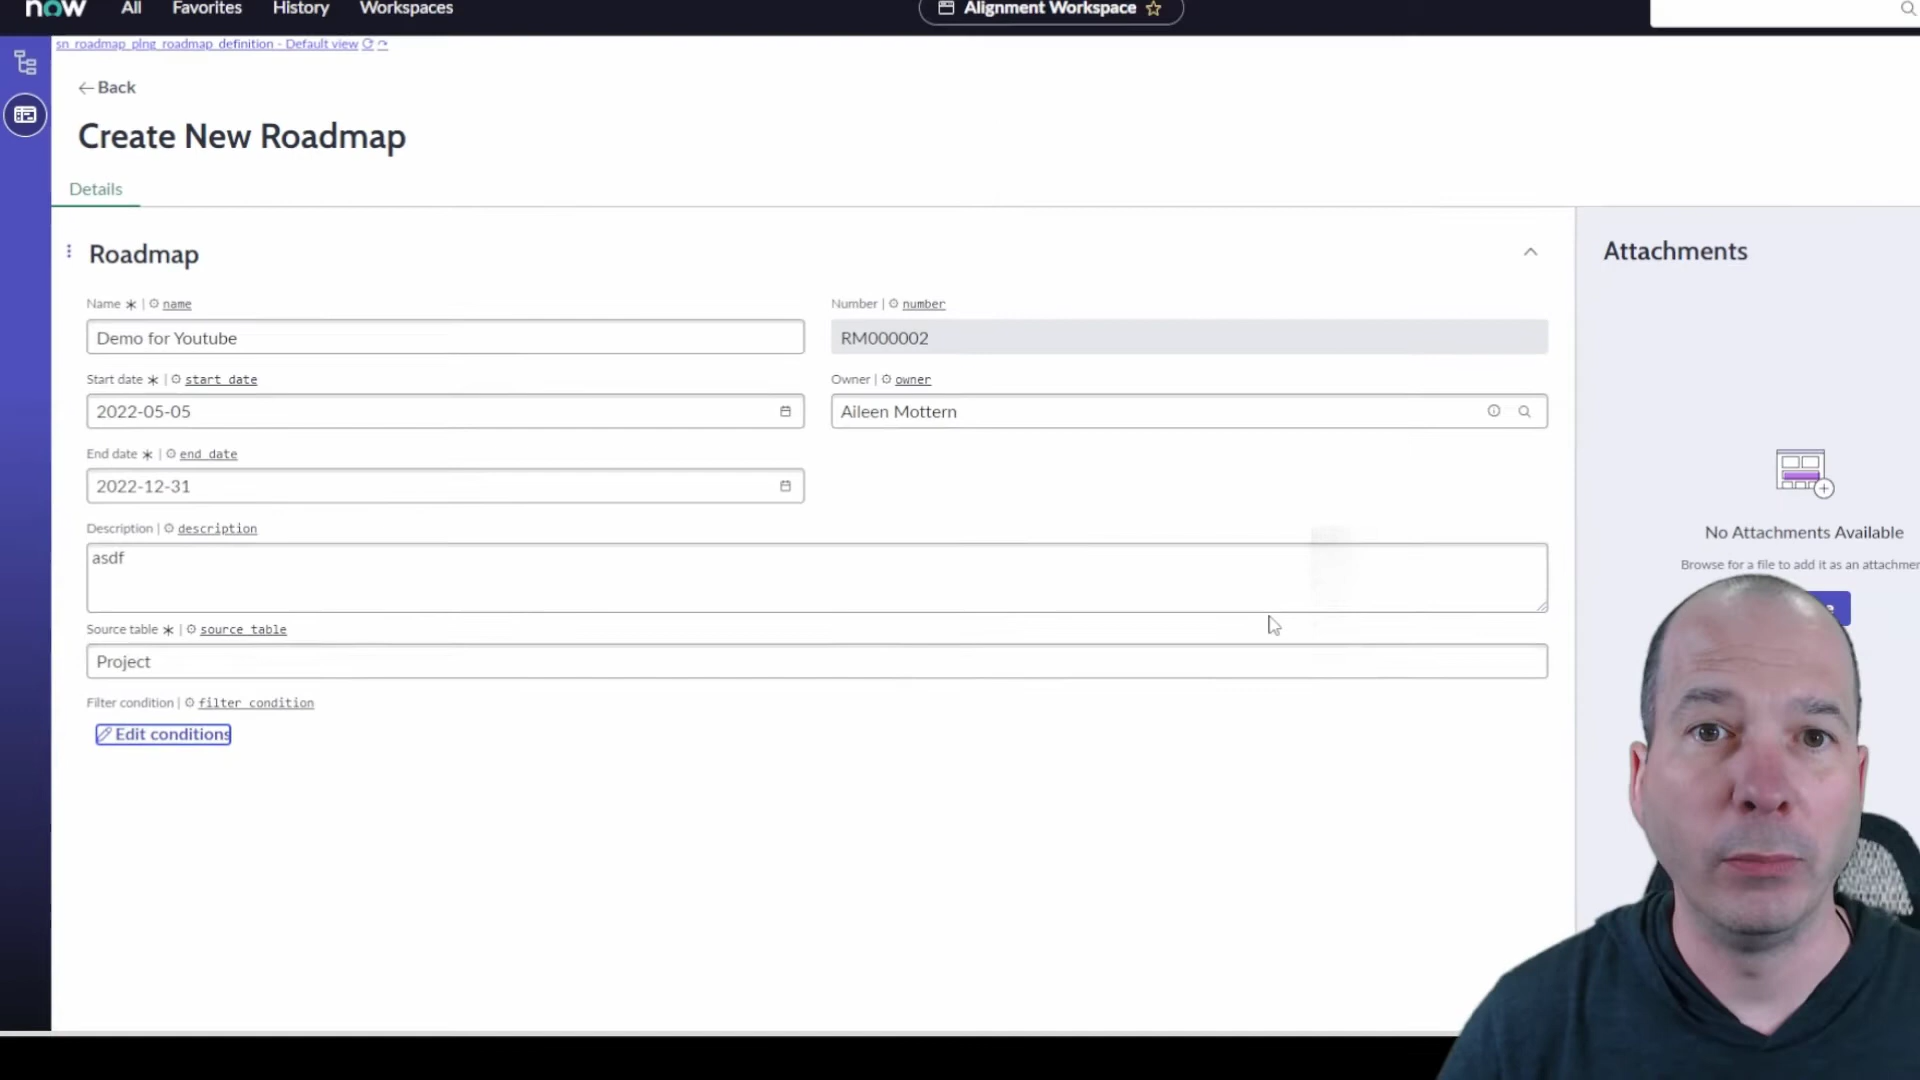 now All Favorites History Workspaces Alignment Workspace
sn_roadmap_plng_roadmap_definition - Default view
Back
Create New Roadmap
Details
Roadmap
Attachments
Name * | name
Number | number
Demo for Youtube
RM000002
Start date * | start_date
Owner | owner
2022-05-05
Aileen Mottern
End date * | end_date
2022-12-31
Description | description
No Attachments Available
asdf
Browse for a file to add it as an
Source table * | source_table
Project
Filter condition | filter_condition
Edit conditions